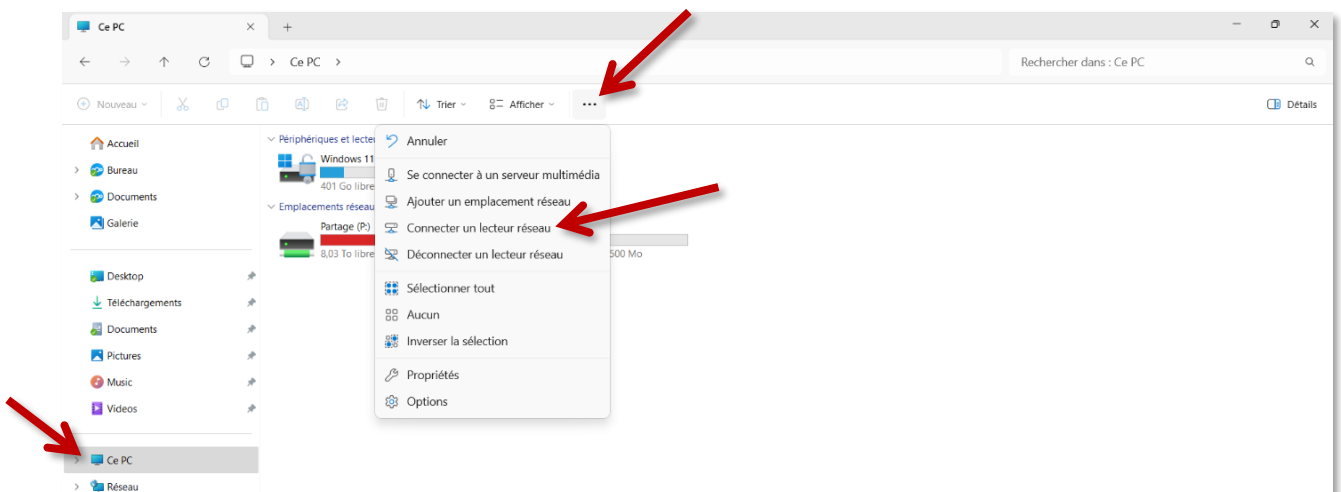 Ce PC
Ce PC
Rechercher dans : Ce PC
Nouveau
Trier
Afficher
Détails
Accueil
Bureau
Documents
Galerie
Desktop
Téléchargements
Documents
Pictures
Music
Videos
Ce PC
Réseau
Périphériques et lecte
Windows 11
401 Go libre
Emplacements réseau
Partage (P:)
8,03 To libre
500 Mo
Annuler
Se connecter à un serveur multimédia
Ajouter un emplacement réseau
Connecter un lecteur réseau
Déconnecter un lecteur réseau
Sélectionner tout
Aucun
Inverser la sélection
Propriétés
Options